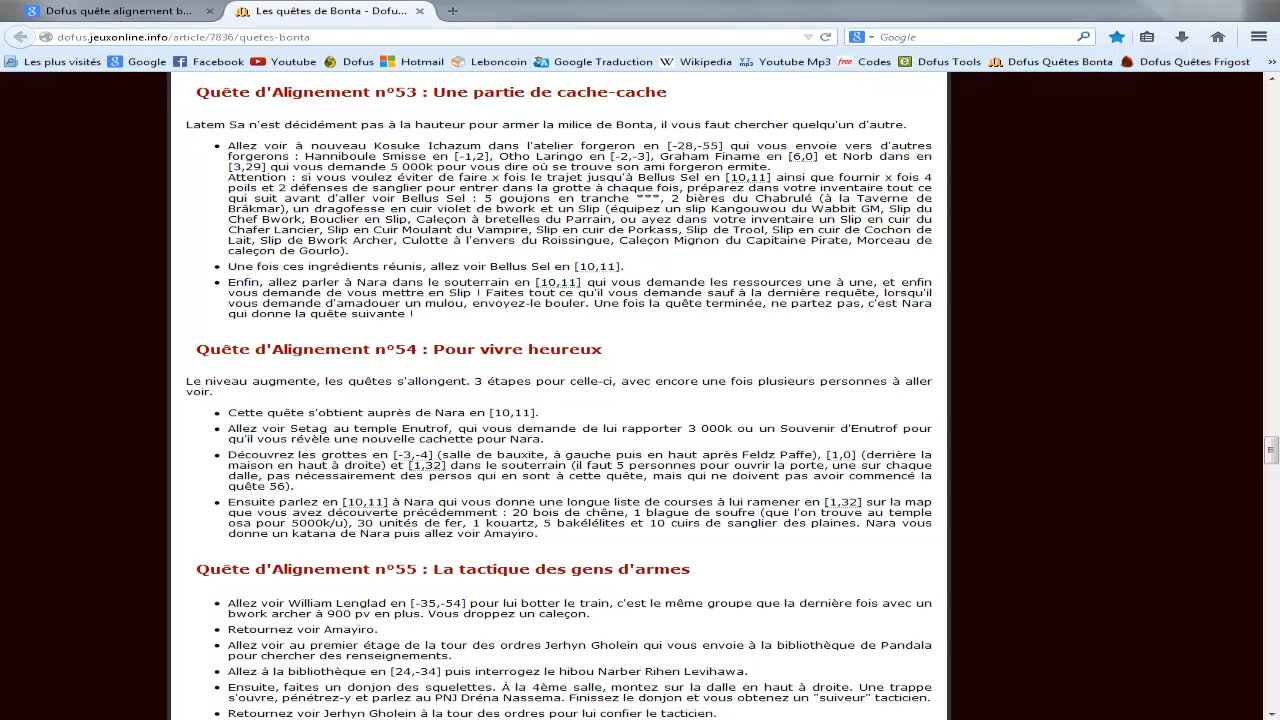 Dofus quête alignement b...
Les quêtes de Bonta - Dofu...
dofus.jeuxonline.info/article/7836/quetes-bonta
Google
Les plus visités Google Facebook Youtube Dofus Hotmail Leboncoin Google Traduction Wikipedia Youtube Mp3 Codes Dofus Tools Dofus Quêtes Bonta Dofus Quêtes Frigost »
Quête d'Alignement n°53 : Une partie de cache-cache
Latem Sa n'est décidément pas à la hauteur pour armer la milice de Bonta, il vous faut chercher quelqu'un d'autre.
Allez voir à nouveau Kosuke Ichazum dans l'atelier forgeron en [-28,-55] qui vous envoie vers d'autres
forgerons : Hanniboule Smisse en [-1,2], Otho Laringo en [-2,-3], Graham Finame en [6,0] et Norb dans en
[3,29] qui vous demande 5 000k pour vous dire où se trouve son ami forgeron ermite.
Attention : si vous voulez éviter de faire x fois le trajet jusqu'à Bellus Sel en [10,11] ainsi que fournir x fois 4
poils et 2 défenses de sanglier pour entrer dans la grotte à chaque fois, préparez dans votre inventaire tout ce
qui suit avant d'aller voir Bellus Sel : 5 goujons en tranche ***, 2 bières du Chabrulé (à la Taverne de
Brâkmar), un dragofesse en cuir violet de bwork et un Slip (équipez un slip Kangouwou du Wabbit GM, Slip du
Chef Bwork, Bouclier en Slip, Caleçon à bretelles du Parrain, ou ayez dans votre inventaire un Slip en cuir du
Chafer Lancier, Slip en Cuir Moulant du Vampire, Slip en cuir de Porkass, Slip de Trool, Slip en cuir de Cochon de
Lait, Slip de Bwork Archer, Culotte à l'envers du Roissingue, Caleçon Mignon du Capitaine Pirate, Morceau de
caleçon de Gourlo).
Une fois ces ingrédients réunis, allez voir Bellus Sel en [10,11].
Enfin, allez parler à Nara dans le souterrain en [10,11] qui vous demande les ressources une à une, et enfin
vous demande de vous mettre en Slip ! Faites tout ce qu'il vous demande sauf à la dernière requête, lorsqu'il
vous demande d'amadouer un mulou, envoyez-le bouler. Une fois la quête terminée, ne partez pas, c'est Nara
qui donne la quête suivante !
Quête d'Alignement n°54 : Pour vivre heureux
Le niveau augmente, les quêtes s'allongent. 3 étapes pour celle-ci, avec encore une fois plusieurs personnes à aller
voir.
Cette quête s'obtient auprès de Nara en [10,11].
Allez voir Setag au temple Enutrof, qui vous demande de lui rapporter 3 000k ou un Souvenir d'Enutrof pour
qu'il vous révèle une nouvelle cachette pour Nara.
Découvrez les grottes en [-3,-4] (salle de bauxite, à gauche puis en haut après Feldz Paffe), [1,0] (derrière la
maison en haut à droite) et [1,32] dans le souterrain (il faut 5 personnes pour ouvrir la porte, une sur chaque
dalle, pas nécessairement des persos qui en sont à cette quête, mais qui ne doivent pas avoir commencé la
quête 56).
Ensuite parlez en [10,11] à Nara qui vous donne une longue liste de courses à lui ramener en [1,32] sur la map
que vous avez découverte précédemment : 20 bois de chêne, 1 blague de soufre (que l'on trouve au temple
osa pour 5000k/u), 30 unités de fer, 1 kouartz, 5 bakélélites et 10 cuirs de sanglier des plaines. Nara vous
donne un katana de Nara puis allez voir Amayiro.
Quête d'Alignement n°55 : La tactique des gens d'armes
Allez voir William Lenglad en [-35,-54] pour lui botter le train, c'est le même groupe que la dernière fois avec un
bwork archer à 900 pv en plus. Vous droppez un caleçon.
Retournez voir Amayiro.
Allez voir au premier étage de la tour des ordres Jerhyn Gholein qui vous envoie à la bibliothèque de Pandala
pour chercher des renseignements.
Allez à la bibliothèque en [24,-34] puis interrogez le hibou Narber Rihen Levihawa.
Ensuite, faites un donjon des squelettes. À la 4ème salle, montez sur la dalle en haut à droite. Une trappe
s'ouvre, pénétrez-y et parlez au PNJ Dréna Nassema. Finissez le donjon et vous obtenez un "suiveur" tacticien.
Retournez voir Jerhyn Gholein à la tour des ordres pour lui confier le tacticien.